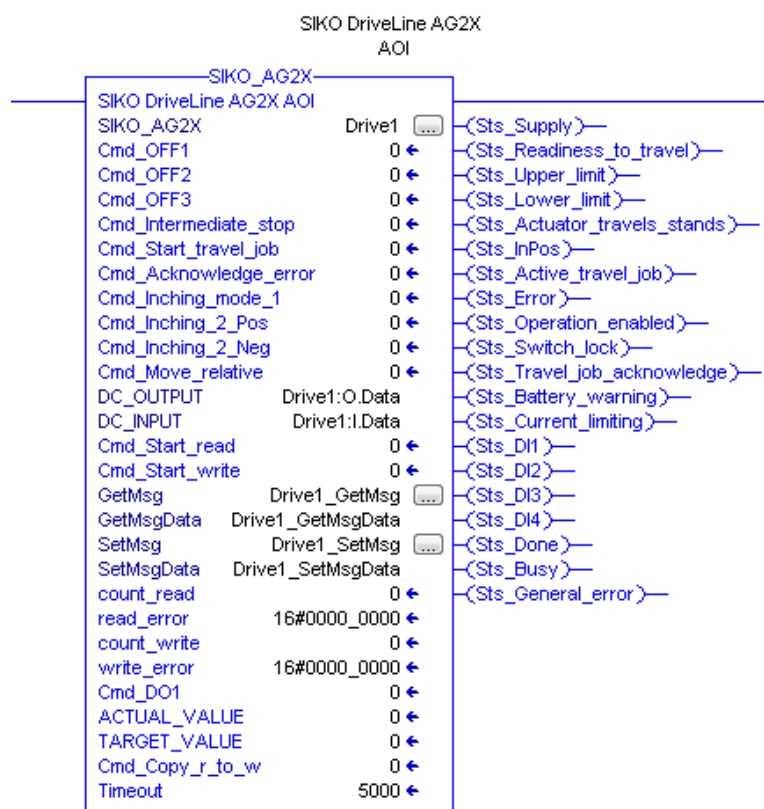 SIKO DriveLine AG2X
AOI
SIKO_AG2X
SIKO DriveLine AG2X AOI
SIKO_AG2X Drive1 ... (Sts_Supply)
Cmd_OFF1 0 (Sts_Readiness_to_travel)
Cmd_OFF2 0 (Sts_Upper_limit)
Cmd_OFF3 0 (Sts_Lower_limit)
Cmd_Intermediate_stop 0 (Sts_Actuator_travels_stands)
Cmd_Start_travel_job 0 (Sts_InPos)
Cmd_Acknowledge_error 0 (Sts_Active_travel_job)
Cmd_Inching_mode_1 0 (Sts_Error)
Cmd_Inching_2_Pos 0 (Sts_Operation_enabled)
Cmd_Inching_2_Neg 0 (Sts_Switch_lock)
Cmd_Move_relative 0 (Sts_Travel_job_acknowledge)
DC_OUTPUT Drive1:O.Data (Sts_Battery_warning)
DC_INPUT Drive1:I.Data (Sts_Current_limiting)
Cmd_Start_read 0 (Sts_DI1)
Cmd_Start_write 0 (Sts_DI2)
GetMsg Drive1_GetMsg ... (Sts_DI3)
GetMsgData Drive1_GetMsgData (Sts_DI4)
SetMsg Drive1_SetMsg ... (Sts_Done)
SetMsgData Drive1_SetMsgData (Sts_Busy)
count_read 0 (Sts_General_error)
read_error 16#0000_0000
count_write 0
write_error 16#0000_0000
Cmd_DO1 0
ACTUAL_VALUE 0
TARGET_VALUE 0
Cmd_Copy_r_to_w 0
Timeout 5000